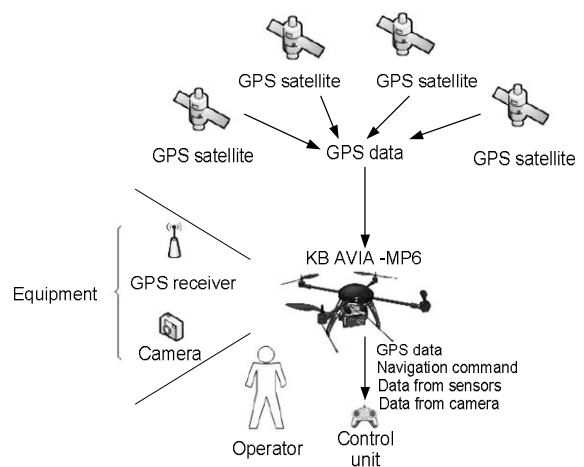 GPS satellite
GPS satellite
GPS satellite
GPS satellite
GPS data
KB AVIA -MP6
Equipment
GPS receiver
Camera
GPS data
Navigation command
Data from sensors
Data from camera
Operator
Control
unit